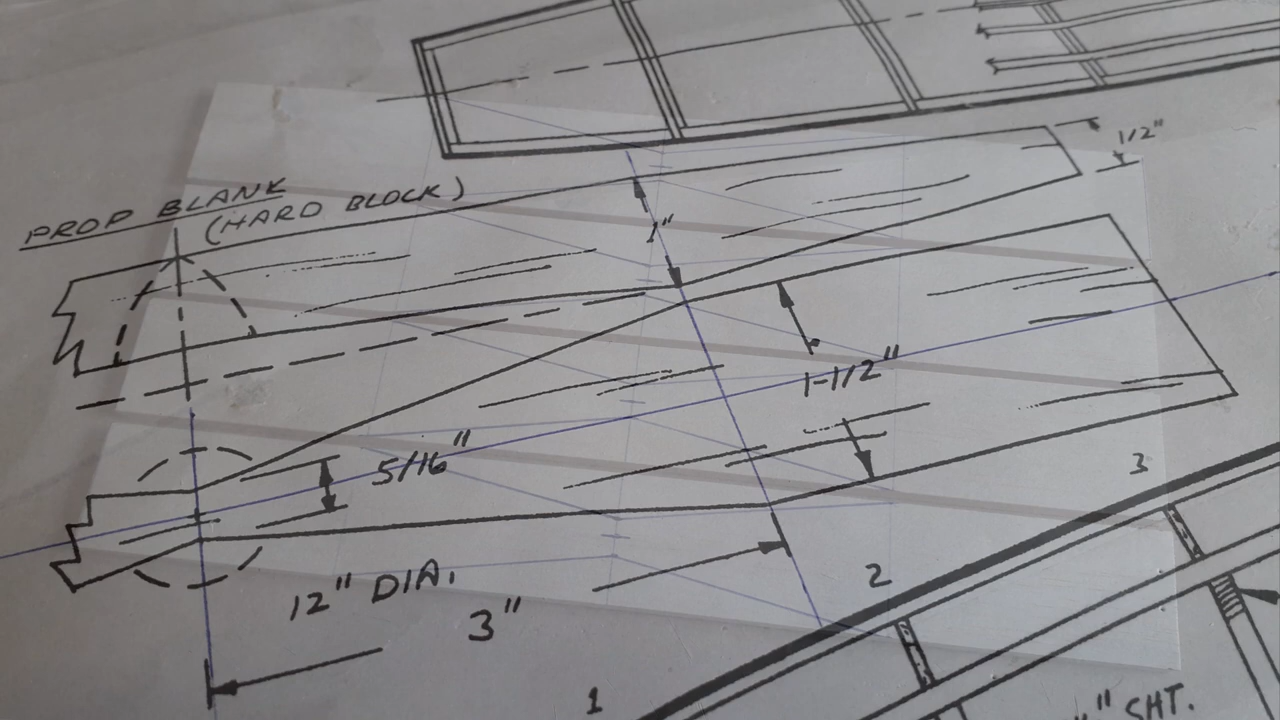 1/2"
PROP BLANK
(HARD BLOCK)
1"
1-1/2"
5/16"
12" DIA.
3"
3
2
1
" SHT.